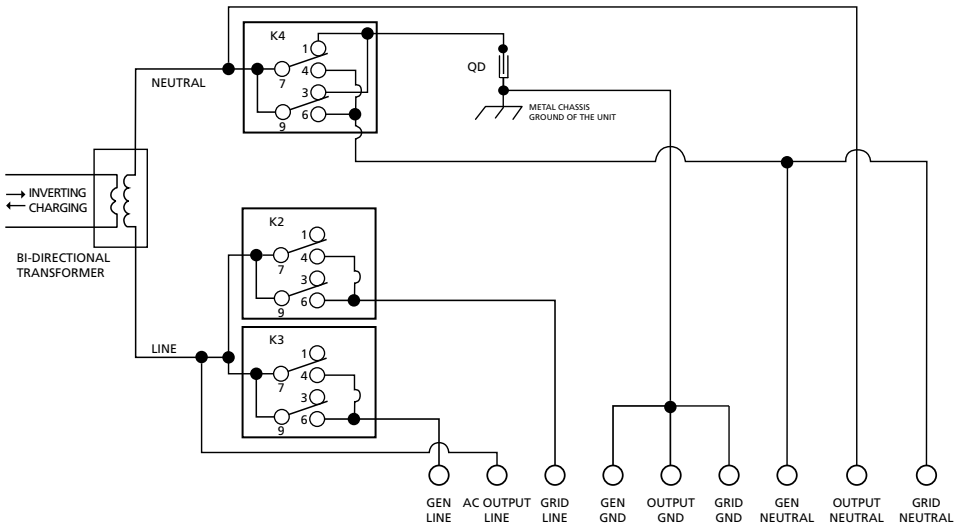 K4
1
7
4
3
9
6
NEUTRAL
QD
METAL CHASSIS
GROUND OF THE UNIT
INVERTING
CHARGING
BI-DIRECTIONAL
TRANSFORMER
K2
1
7
4
3
9
6
LINE
K3
1
7
4
3
9
6
GEN
LINE
AC OUTPUT
LINE
GRID
LINE
GEN
GND
OUTPUT
GND
GRID
GND
GEN
NEUTRAL
OUTPUT
NEUTRAL
GRID
NEUTRAL